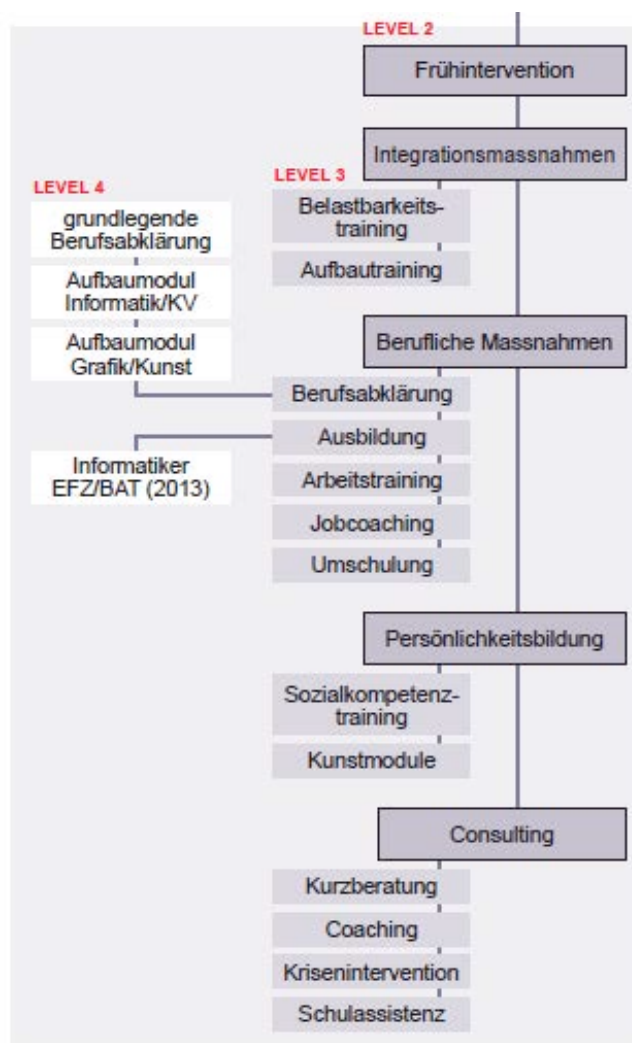 LEVEL 2
Frühintervention
Integrationsmassnahmen
LEVEL 3
Belastbarkeits-
training
Aufbautraining
LEVEL 4
grundlegende
Berufsabklärung
Aufbaumodul
Informatik/KV
Aufbaumodul
Grafik/Kunst
Berufliche Massnahmen
Berufsabklärung
Ausbildung
Informatiker
EFZ/BAT (2013)
Arbeitstraining
Jobcoaching
Umschulung
Persönlichkeitsbildung
Sozialkompetenz-
training
Kunstmodule
Consulting
Kurzberatung
Coaching
Krisenintervention
Schulassistenz